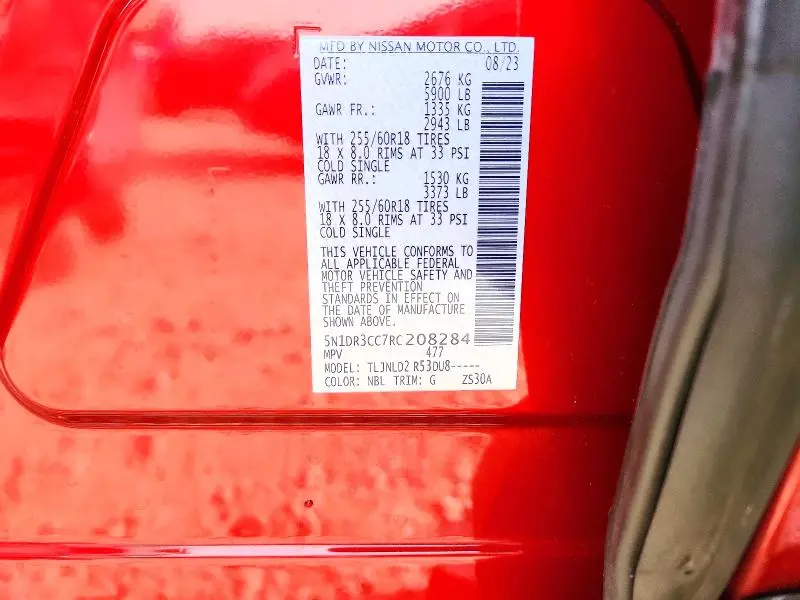 MFD BY NISSAN MOTOR CO., LTD.
DATE: 08/23
GVWR: 2676 KG
5900 LB
GAWR FR.: 1335 KG
2943 LB
WITH 255/60R18 TIRES
18 X 8.0 RIMS AT 33 PSI
COLD SINGLE
GAWR RR.: 1530 KG
3373 LB
WITH 255/60R18 TIRES
18 X 8.0 RIMS AT 33 PSI
COLD SINGLE
THIS VEHICLE CONFORMS TO
ALL APPLICABLE FEDERAL
MOTOR VEHICLE SAFETY AND
THEFT PREVENTION
STANDARDS IN EFFECT ON
THE DATE OF MANUFACTURE
SHOWN ABOVE.
5N1DR3CC7RC208284
MPV 477
MODEL: TLJNLD2 R53DU8-----
COLOR: NBL TRIM: G ZS30A